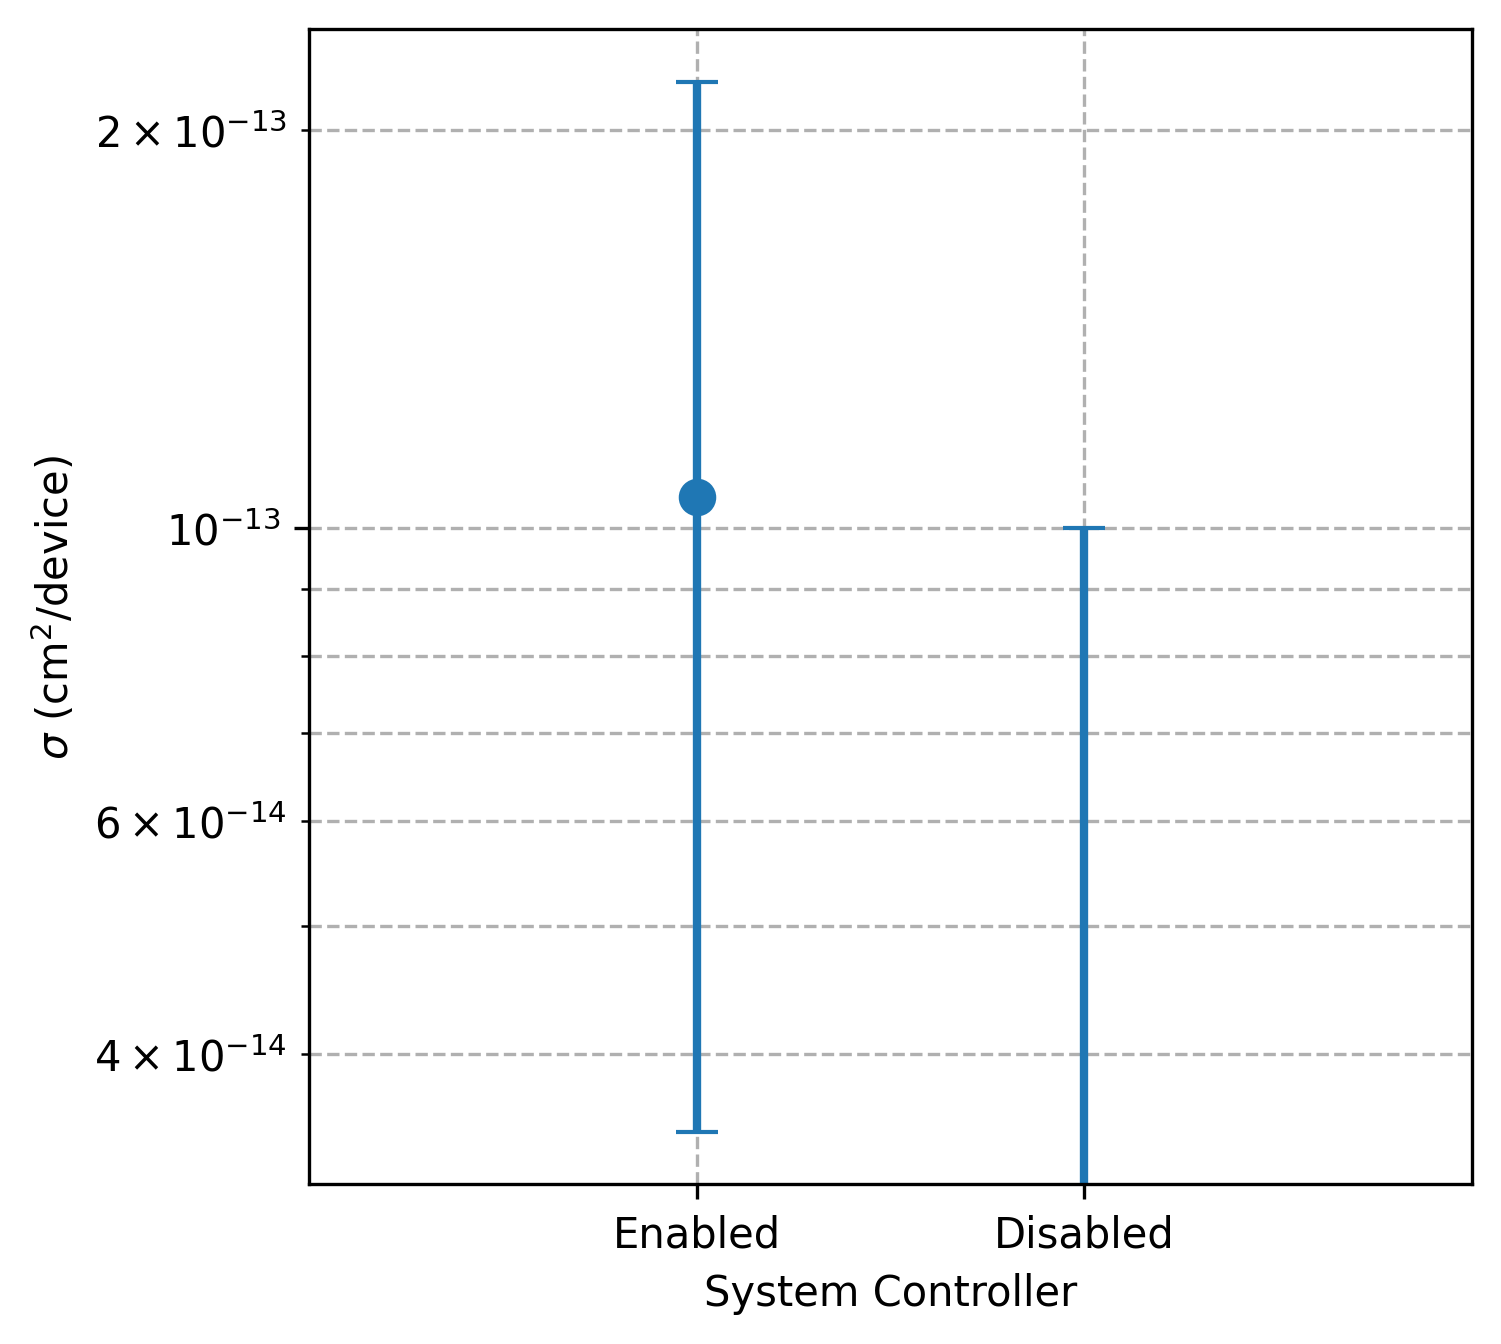 2 × 10⁻¹³
10⁻¹³
6 × 10⁻¹⁴
4 × 10⁻¹⁴
σ (cm²/device)
Enabled
Disabled
System Controller